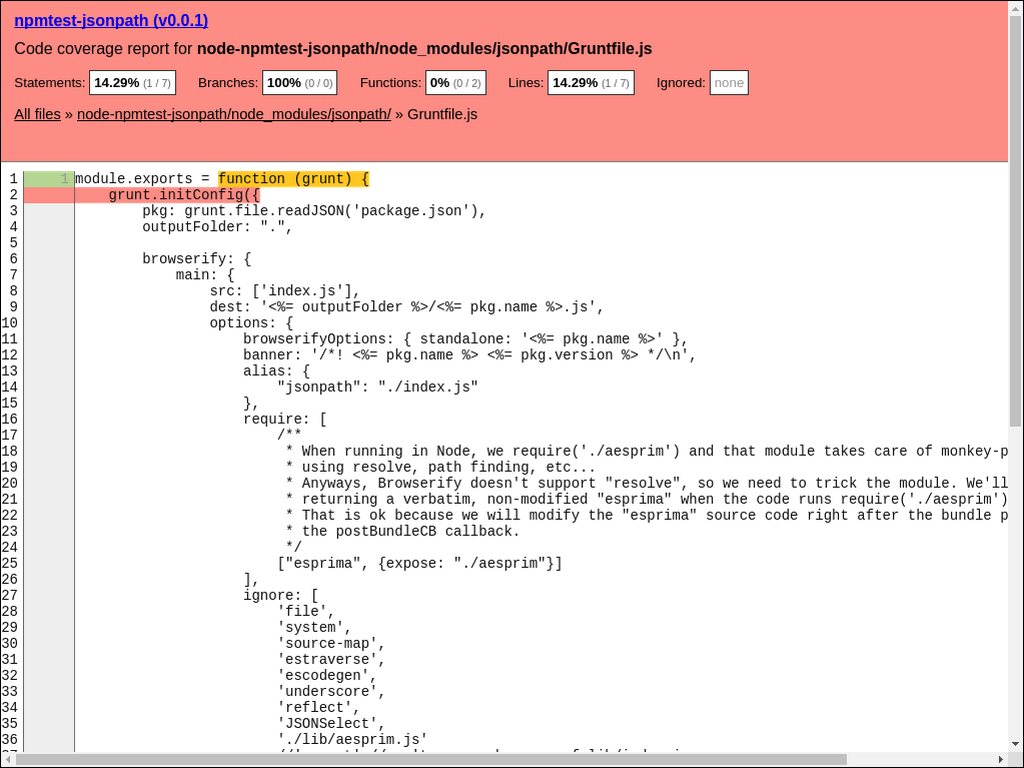 npmtest-jsonpath (v0.0.1)
Code coverage report for node-npmtest-jsonpath/node_modules/jsonpath/Gruntfile.js
Statements: 14.29% (1 / 7) Branches: 100% (0 / 0) Functions: 0% (0 / 2) Lines: 14.29% (1 / 7) Ignored: none
All files » node-npmtest-jsonpath/node_modules/jsonpath/ » Gruntfile.js
1 1 module.exports = function (grunt) {
2 grunt.initConfig({
3 pkg: grunt.file.readJSON('package.json'),
4 outputFolder: ".",
5
6 browserify: {
7 main: {
8 src: ['index.js'],
9 dest: '<%= outputFolder %>/<%= pkg.name %>.js',
10 options: {
11 browserifyOptions: { standalone: '<%= pkg.name %>' },
12 banner: '/*! <%= pkg.name %> <%= pkg.version %> */\n',
13 alias: {
14 "jsonpath": "./index.js"
15 },
16 require: [
17 /**
18 * When running in Node, we require('./aesprim') and that module takes care of monkey-p
19 * using resolve, path finding, etc...
20 * Anyways, Browserify doesn't support "resolve", so we need to trick the module. We'll
21 * returning a verbatim, non-modified "esprima" when the code runs require('./aesprim')
22 * That is ok because we will modify the "esprima" source code right after the bundle p
23 * the postBundleCB callback.
24 */
25 ["esprima", {expose: "./aesprim"}]
26 ],
27 ignore: [
28 'file',
29 'system',
30 'source-map',
31 'estraverse',
32 'escodegen',
33 'underscore',
34 'reflect',
35 'JSONSelect',
36 './lib/aesprim.js'